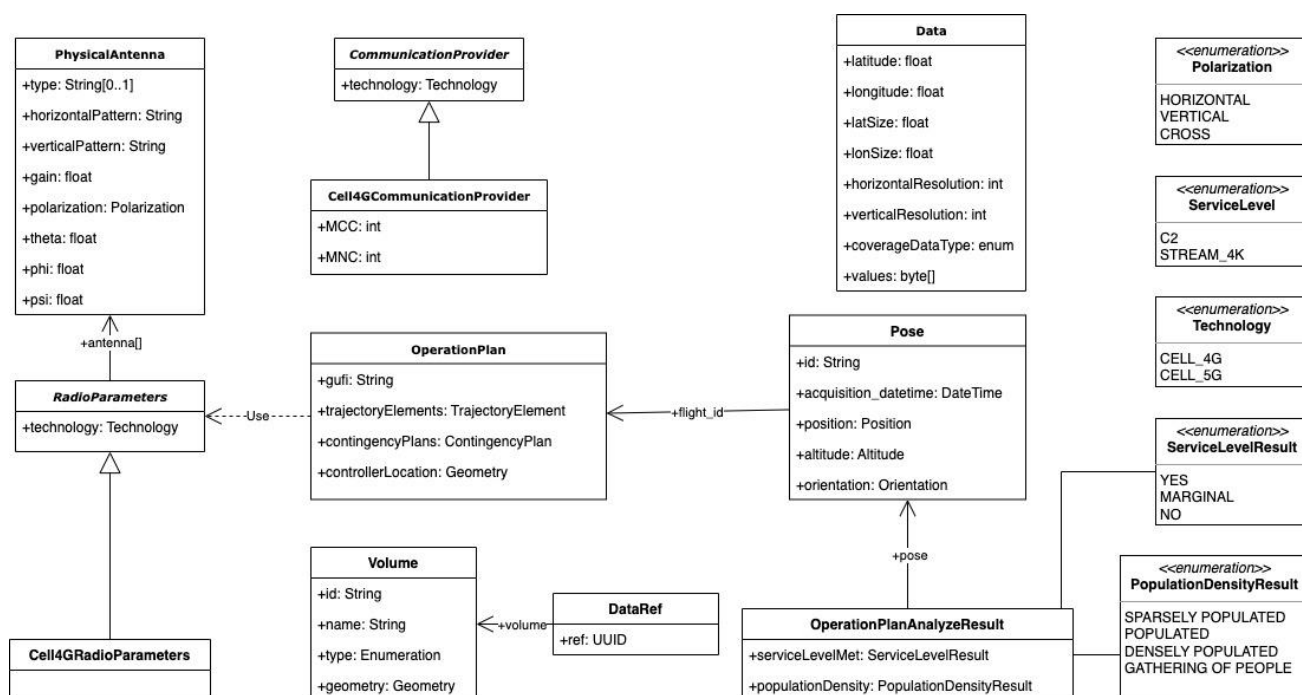 PhysicalAntenna
+type: String[0..1]
+horizontalPattern: String
+verticalPattern: String
+gain: float
+polarization: Polarization
+theta: float
+phi: float
+psi: float
+antenna[]
RadioParameters
+technology: Technology
Cell4GRadioParameters
CommunicationProvider
+technology: Technology
Cell4GCommunicationProvider
+MCC: int
+MNC: int
OperationPlan
+gufi: String
+trajectoryElements: TrajectoryElement
+contingencyPlans: ContingencyPlan
+controllerLocation: Geometry
Use
+flight_id
Volume
+id: String
+name: String
+type: Enumeration
+geometry: Geometry
+volume
DataRef
+ref: UUID
Data
+latitude: float
+longitude: float
+latSize: float
+lonSize: float
+horizontalResolution: int
+verticalResolution: int
+coverageDataType: enum
+values: byte[]
Pose
+id: String
+acquisition_datetime: DateTime
+position: Position
+altitude: Altitude
+orientation: Orientation
+pose
OperationPlanAnalyzeResult
+serviceLevelMet: ServiceLevelResult
+populationDensity: PopulationDensityResult
<<enumeration>>
Polarization
HORIZONTAL
VERTICAL
CROSS
<<enumeration>>
ServiceLevel
C2
STREAM_4K
<<enumeration>>
Technology
CELL_4G
CELL_5G
<<enumeration>>
ServiceLevelResult
YES
MARGINAL
NO
<<enumeration>>
PopulationDensityResult
SPARSELY POPULATED
POPULATED
DENSELY POPULATED
GATHERING OF PEOPLE